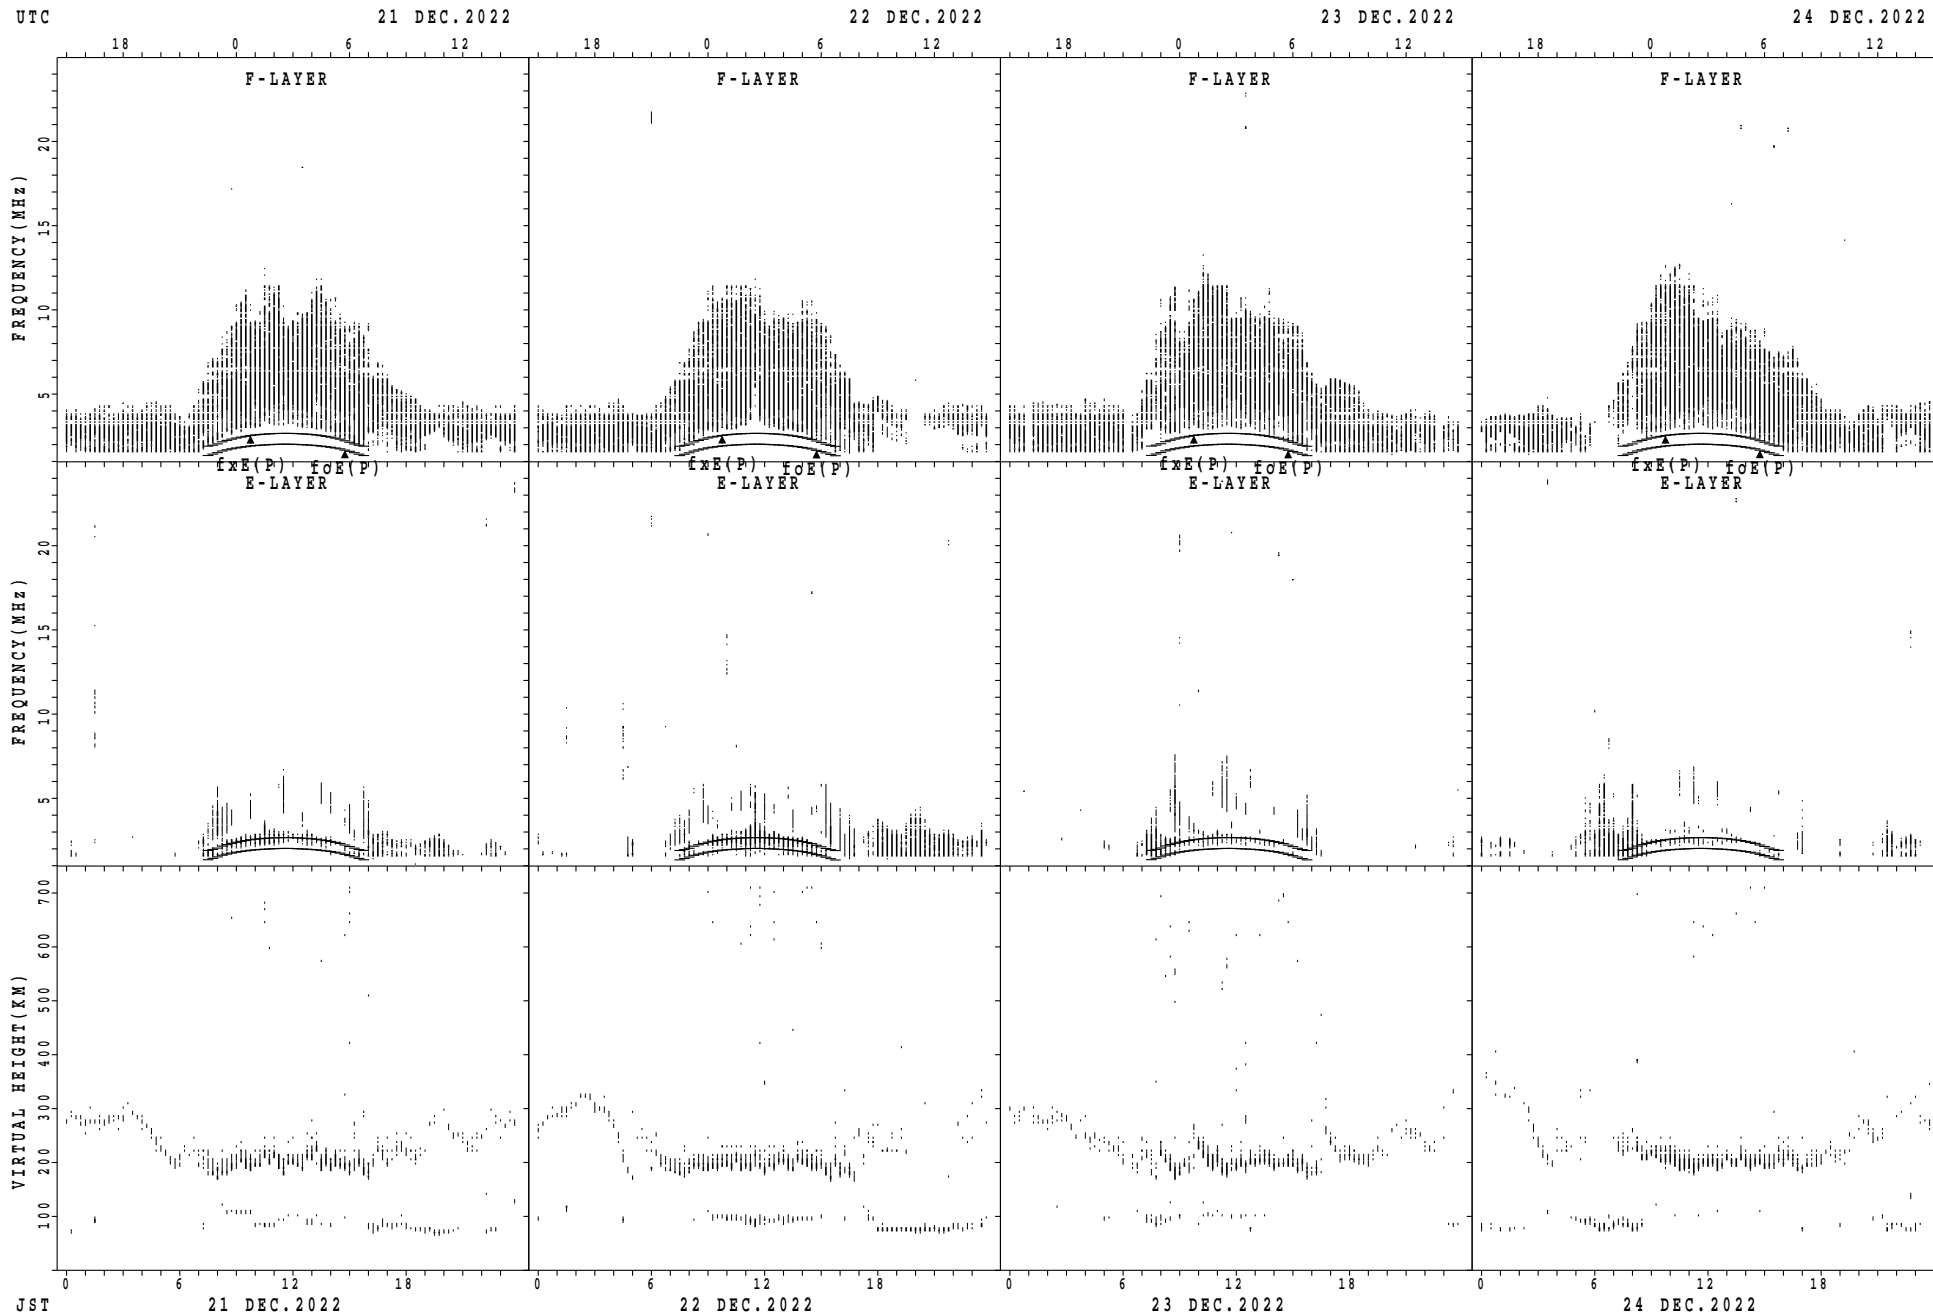 UTC 21 DEC.2022 22 DEC.2022 23 DEC.2022 24 DEC.2022
18 0 6 12 18 0 6 12 18 0 6 12 18 0 6 12
F-LAYER F-LAYER F-LAYER F-LAYER
FREQUENCY(MHz)
20
15
10
5
fxE(P) foE(P) fxE(P) foE(P) fxE(P) foE(P) fxE(P) foE(P)
E-LAYER E-LAYER E-LAYER E-LAYER
FREQUENCY(MHz)
20
15
10
5
VIRTUAL HEIGHT(KM)
700
600
500
400
300
200
100
0 6 12 18 0 6 12 18 0 6 12 18 0 6 12 18
JST 21 DEC.2022 22 DEC.2022 23 DEC.2022 24 DEC.2022